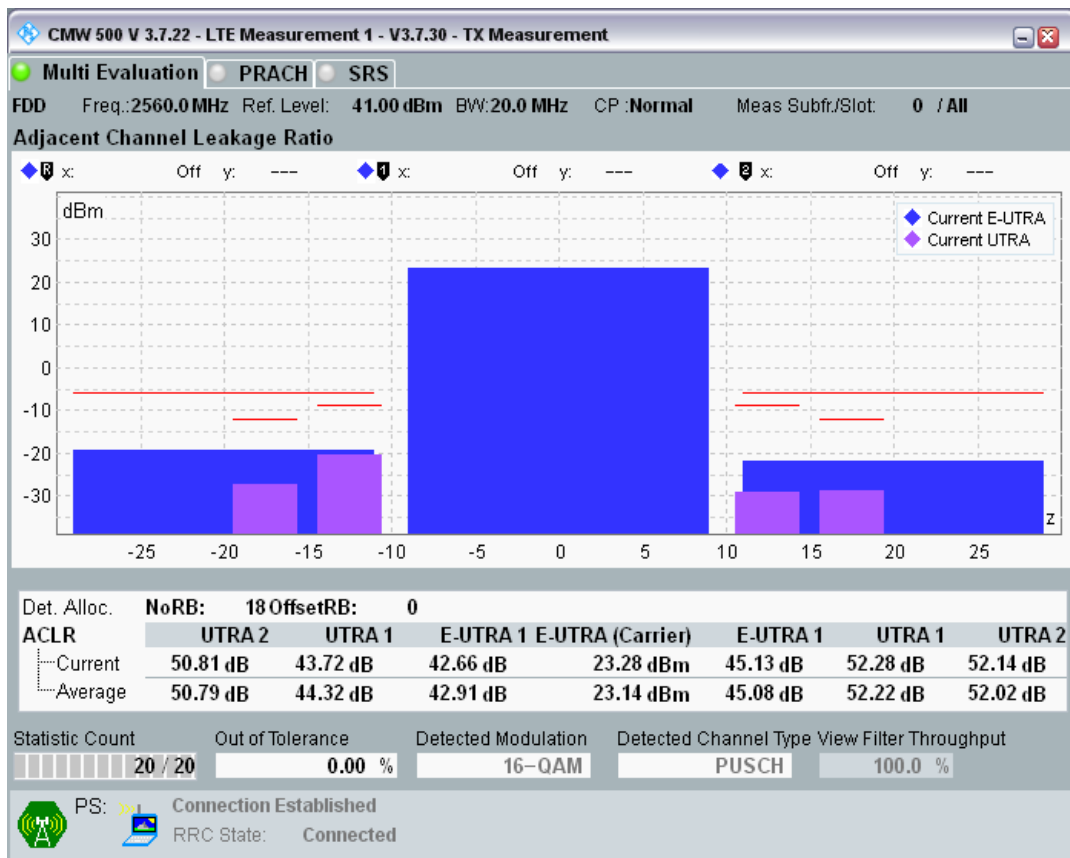 CMW 500 V 3.7.22 - LTE Measurement 1 - V3.7.30 - TX Measurement
Multi Evaluation PRACH SRS
FDD Freq.:2560.0 MHz Ref. Level: 41.00 dBm BW:20.0 MHz CP :Normal Meas Subfr./Slot: 0 / All
Adjacent Channel Leakage Ratio
R x: Off y: --- 1 x: Off y: --- 2 x: Off y: ---
dBm
Current E-UTRA
Current UTRA
30
20
10
0
-10
-20
-30
z
-25 -20 -15 -10 -5 0 5 10 15 20 25
Det. Alloc. NoRB: 18 OffsetRB: 0
ACLR UTRA 2 UTRA 1 E-UTRA 1 E-UTRA (Carrier) E-UTRA 1 UTRA 1 UTRA 2
Current 50.81 dB 43.72 dB 42.66 dB 23.28 dBm 45.13 dB 52.28 dB 52.14 dB
Average 50.79 dB 44.32 dB 42.91 dB 23.14 dBm 45.08 dB 52.22 dB 52.02 dB
Statistic Count Out of Tolerance Detected Modulation Detected Channel Type View Filter Throughput
20 / 20 0.00 % 16-QAM PUSCH 100.0 %
PS: Connection Established
RRC State: Connected